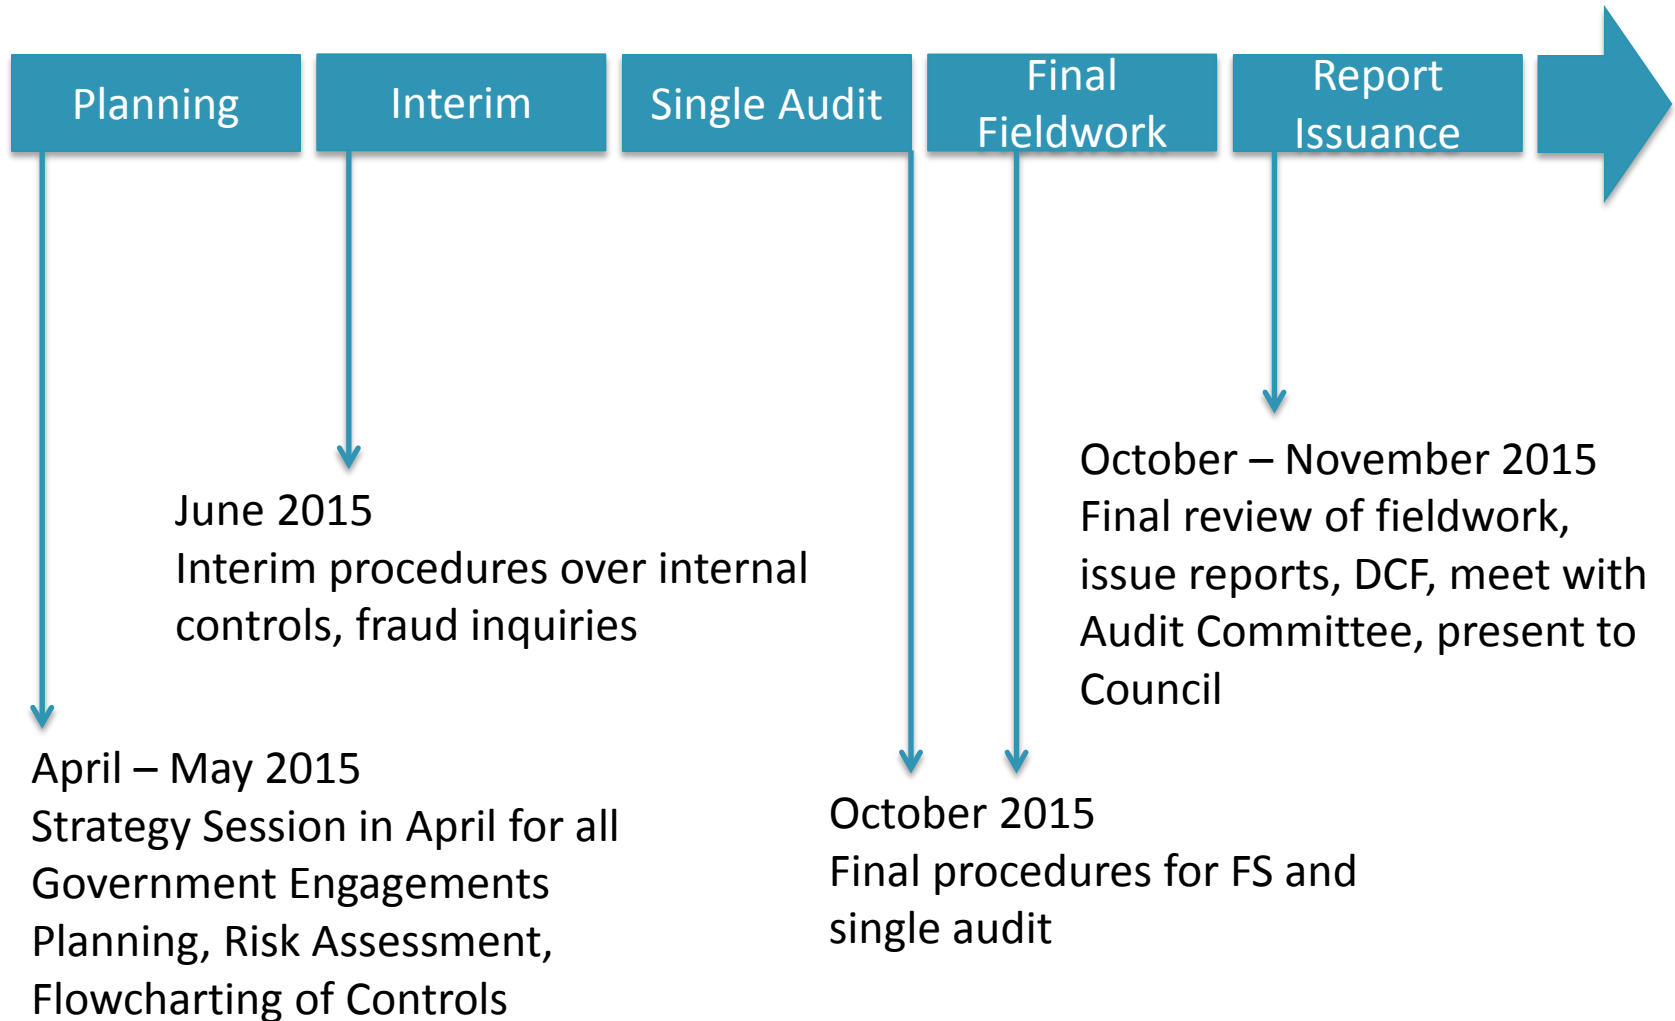 Planning
Interim
Single Audit
Final
Fieldwork
Report
Issuance
April – May 2015
Strategy Session in April for all
Government Engagements
Planning, Risk Assessment,
Flowcharting of Controls
June 2015
Interim procedures over internal
controls, fraud inquiries
October 2015
Final procedures for FS and
single audit
October – November 2015
Final review of fieldwork,
issue reports, DCF, meet with
Audit Committee, present to
Council